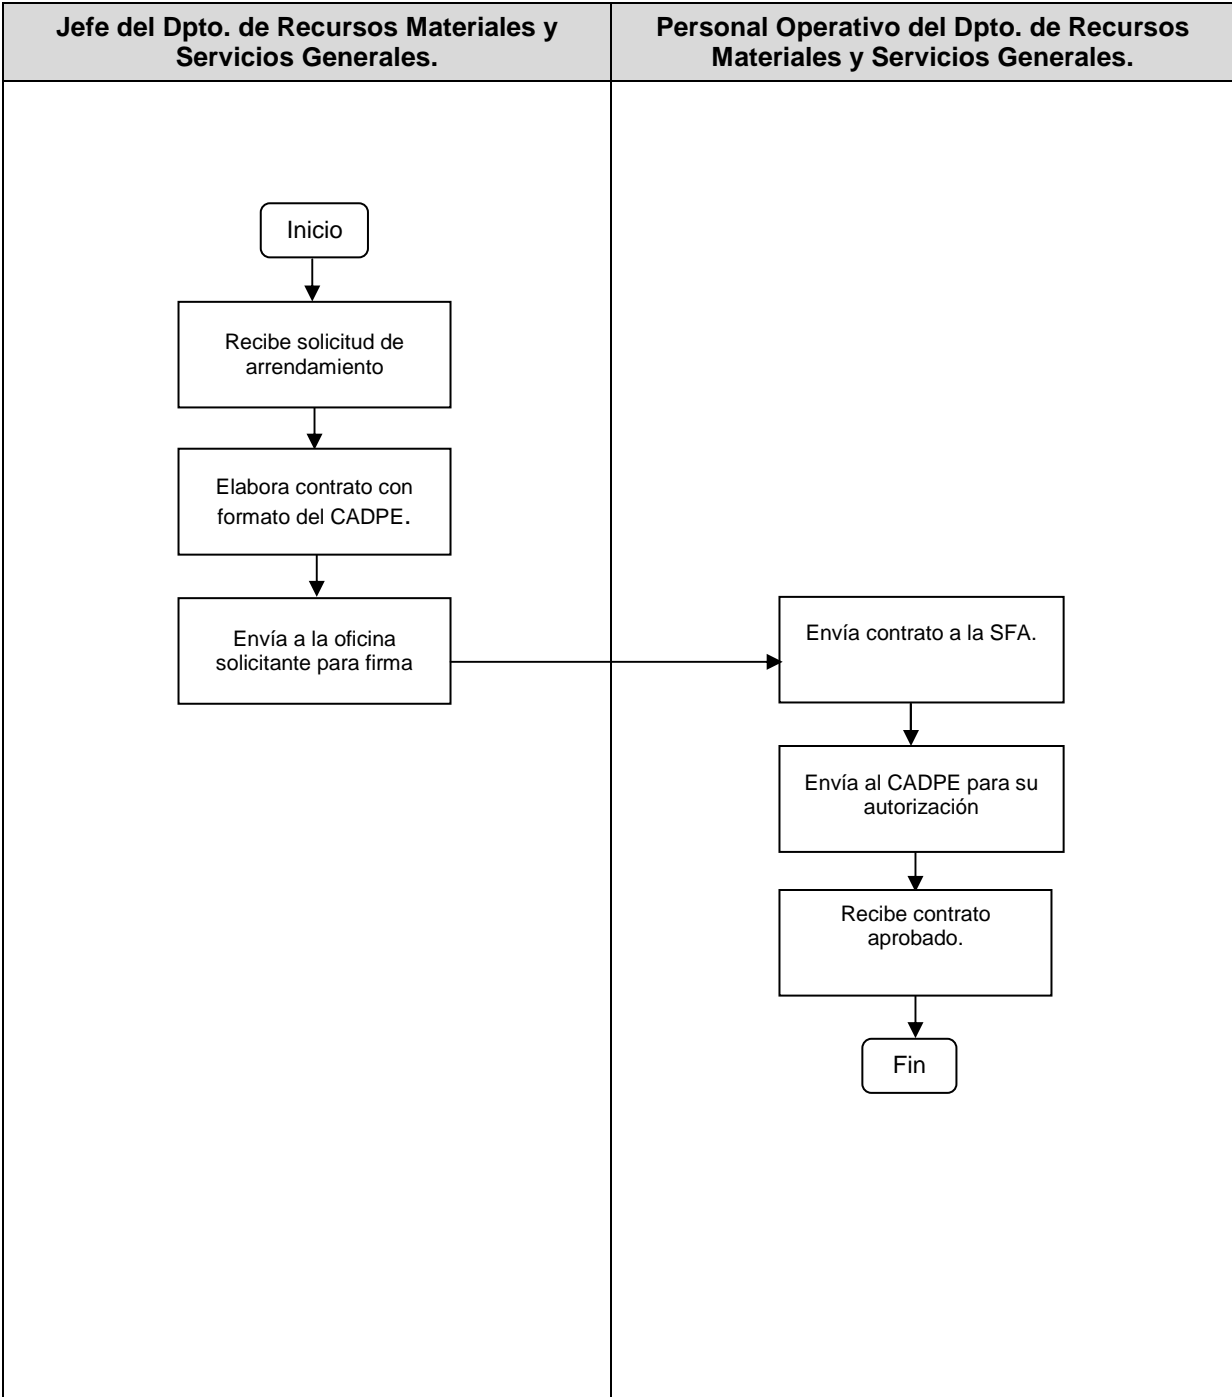 Jefe del Dpto. de Recursos Materiales y
Servicios Generales.
Personal Operativo del Dpto. de Recursos
Materiales y Servicios Generales.
Inicio
Recibe solicitud de
arrendamiento
Elabora contrato con
formato del CADPE.
Envía a la oficina
solicitante para firma
Envía contrato a la SFA.
Envía al CADPE para su
autorización
Recibe contrato
aprobado.
Fin